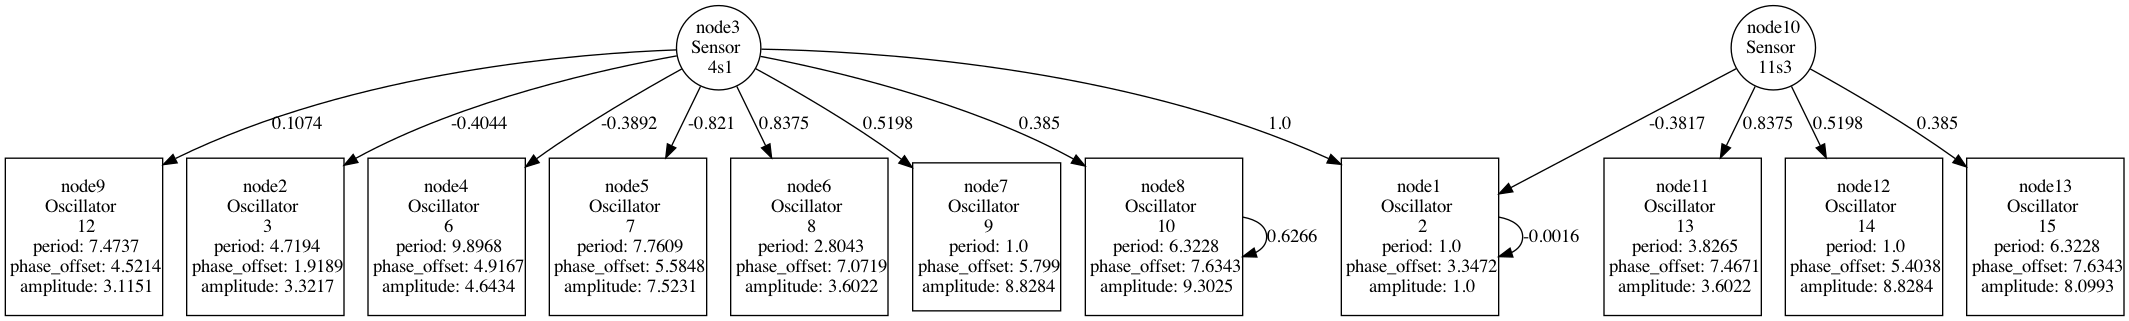 node3
Sensor
4s1
node10
Sensor
11s3
0.1074
-0.4044
-0.3892
-0.821
0.8375
0.5198
0.385
1.0
-0.3817
0.8375
0.5198
0.385
node9
Oscillator
12
period: 7.4737
phase_offset: 4.5214
amplitude: 3.1151
node2
Oscillator
3
period: 4.7194
phase_offset: 1.9189
amplitude: 3.3217
node4
Oscillator
6
period: 9.8968
phase_offset: 4.9167
amplitude: 4.6434
node5
Oscillator
7
period: 7.7609
phase_offset: 5.5848
amplitude: 7.5231
node6
Oscillator
8
period: 2.8043
phase_offset: 7.0719
amplitude: 3.6022
node7
Oscillator
9
period: 1.0
phase_offset: 5.799
amplitude: 8.8284
node8
Oscillator
10
period: 6.3228
phase_offset: 7.6343
amplitude: 9.3025
0.6266
node1
Oscillator
2
period: 1.0
phase_offset: 3.3472
amplitude: 1.0
-0.0016
node11
Oscillator
13
period: 3.8265
phase_offset: 7.4671
amplitude: 3.6022
node12
Oscillator
14
period: 1.0
phase_offset: 5.4038
amplitude: 8.8284
node13
Oscillator
15
period: 6.3228
phase_offset: 7.6343
amplitude: 8.0993